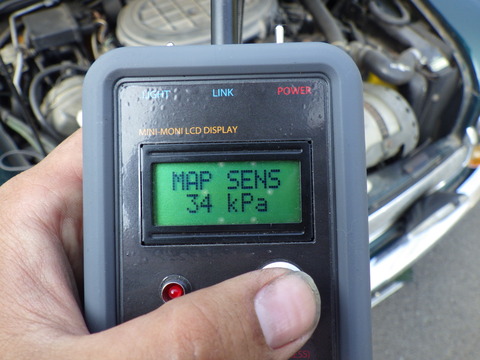 LIGHT LINK POWER
MINI-MONI LCD DISPLAY
MAP SENS
34 kPa